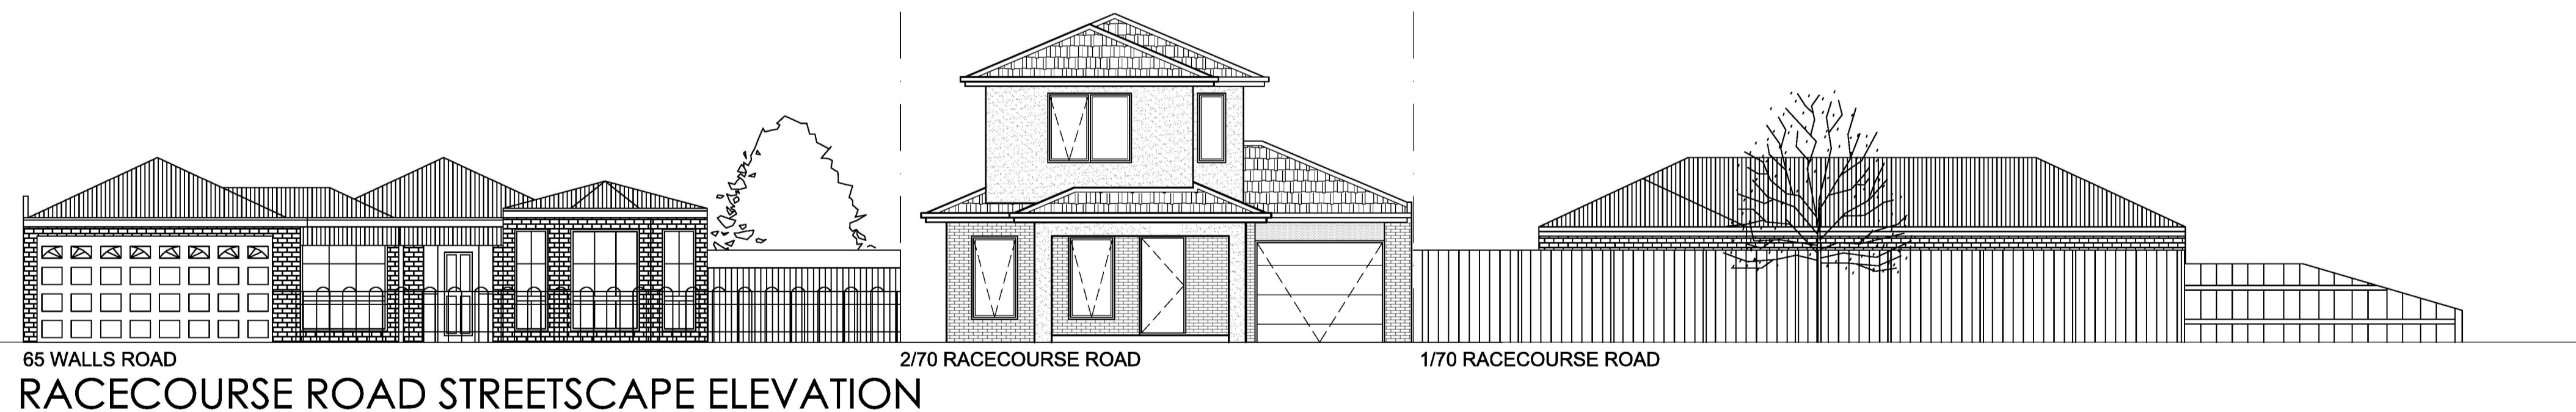 65 WALLS ROAD
2/70 RACECOURSE ROAD
1/70 RACECOURSE ROAD
RACECOURSE ROAD STREETSCAPE ELEVATION